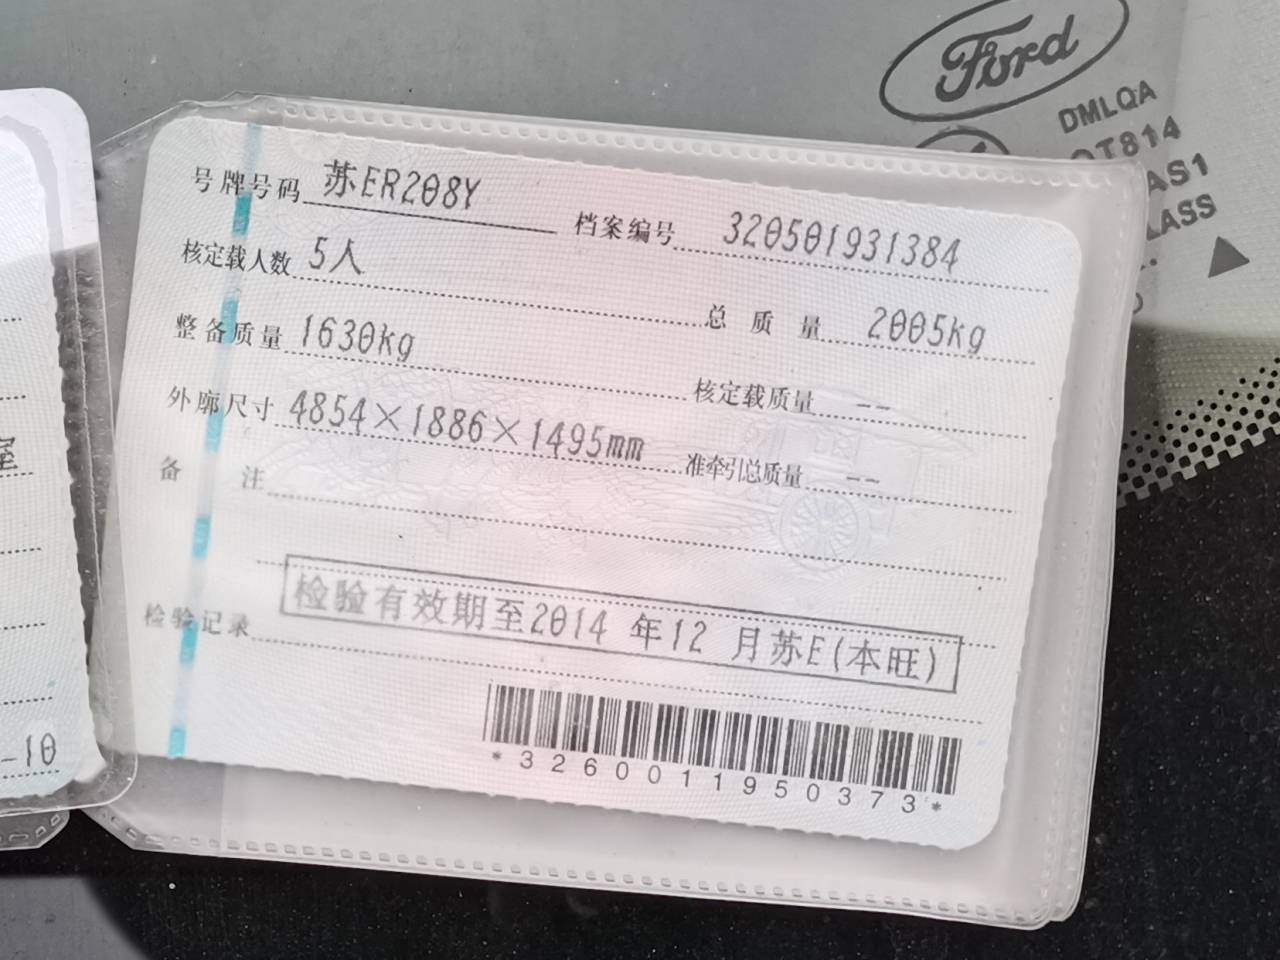 Ford
DMLQA
T814
AS1
LASS
号牌号码 苏ER208Y 档案编号 320501931384
核定载人数 5人 总质量 2005kg
整备质量 1630kg 核定载质量 --
外廓尺寸 4854×1886×1495mm 准牵引总质量 --
备注
检验有效期至2014 年12 月苏E(本旺)
检验记录
*3260011950373*
-10